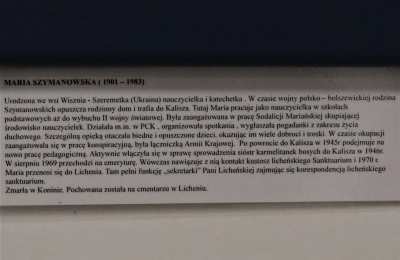 MARIA SZYMANOWSKA ( 1901 – 1983)
Urodzona we wsi Wisznia - Szeremetka (Ukraina) nauczycielka i katechetka . W czasie wojny polsko – bolszewickiej rodzina
Szymanowskich opuszcza rodzinny dom i trafia do Kalisza. Tutaj Maria pracuje jako nauczycielka w szkołach
podstawowych aż do wybuchu II wojny światowej. Była zaangażowana w pracę Sodalicji Mariańskiej skupiającej
środowisko nauczycielek. Działała m.in. w PCK , organizowała spotkania , wygłaszała pogadanki z zakresu życia
duchowego. Szczególną opieką otaczała biedne i opuszczone dzieci, okazując im wiele dobroci i troski. W czasie okupacji
zaangażowała się w pracę konspiracyjną, była łączniczką Armii Krajowej. Po powrocie do Kalisza w 1945r podejmuje na
nowo pracę pedagogiczną. Aktywnie włączyła się w sprawę sprowadzenia sióstr karmelitanek bosych do Kalisza w 1946r.
W sierpniu 1969 przechodzi na emeryturę. Wówczas nawiązuje z nią kontakt kustosz licheńskiego Sanktuarium i 1970 r.
Maria przenosi się do Lichenia. Tam pełni funkcję „sekretarki” Pani Licheńskiej zajmując się korespondencją licheńskiego
sanktuarium.
Zmarła w Koninie. Pochowana została na cmentarzu w Licheniu.